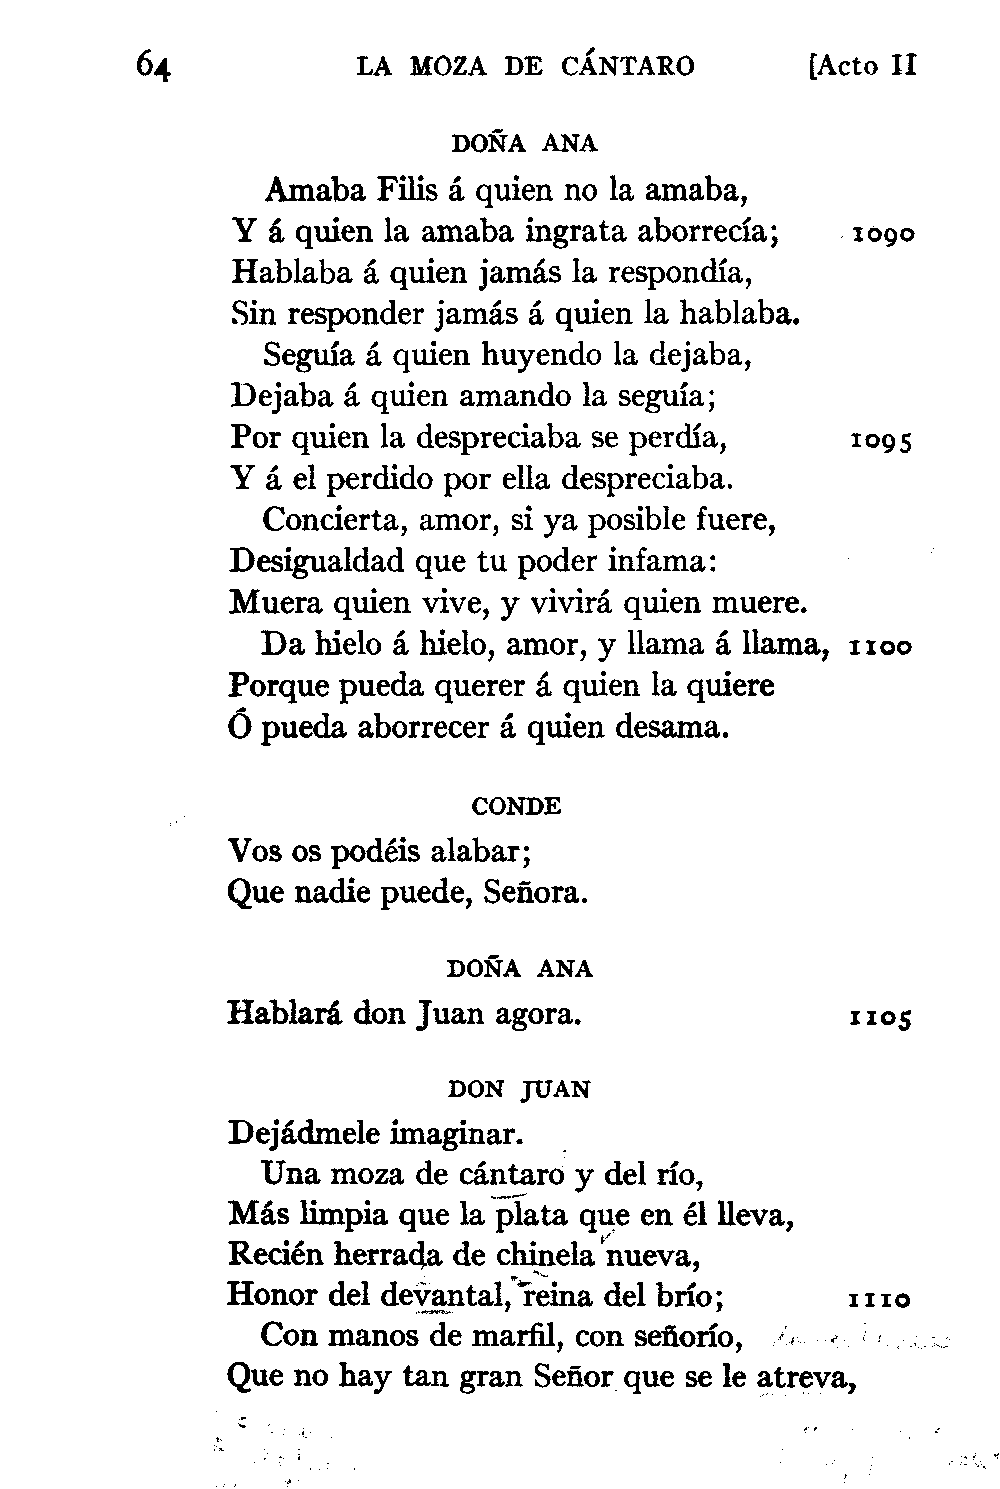 64 LA MOZA DE CÁNTARO [Acto II
DOÑA ANA
Amaba Filis á quien no la amaba,
Y á quien la amaba ingrata aborrecía; 1090
Hablaba á quien jamás la respondía,
Sin responder jamás á quien la hablaba.
Seguía á quien huyendo la dejaba,
Dejaba á quien amando la seguía;
Por quien la despreciaba se perdía, 1095
Y á el perdido por ella despreciaba.
Concierta, amor, si ya posible fuere,
Desigualdad que tu poder infama:
Muera quien vive, y vivirá quien muere.
Da hielo á hielo, amor, y llama á llama, 1100
Porque pueda querer á quien la quiere
Ó pueda aborrecer á quien desama.
CONDE
Vos os podéis alabar;
Que nadie puede, Señora.
DOÑA ANA
Hablará don Juan agora. 1105
DON JUAN
Dejádmele imaginar.
Una moza de cántaro y del río,
Más limpia que la plata que en él lleva,
Recién herrada de chinela nueva,
Honor del devantal, reina del brío; 1110
Con manos de marfil, con señorío,
Que no hay tan gran Señor que se le atreva,